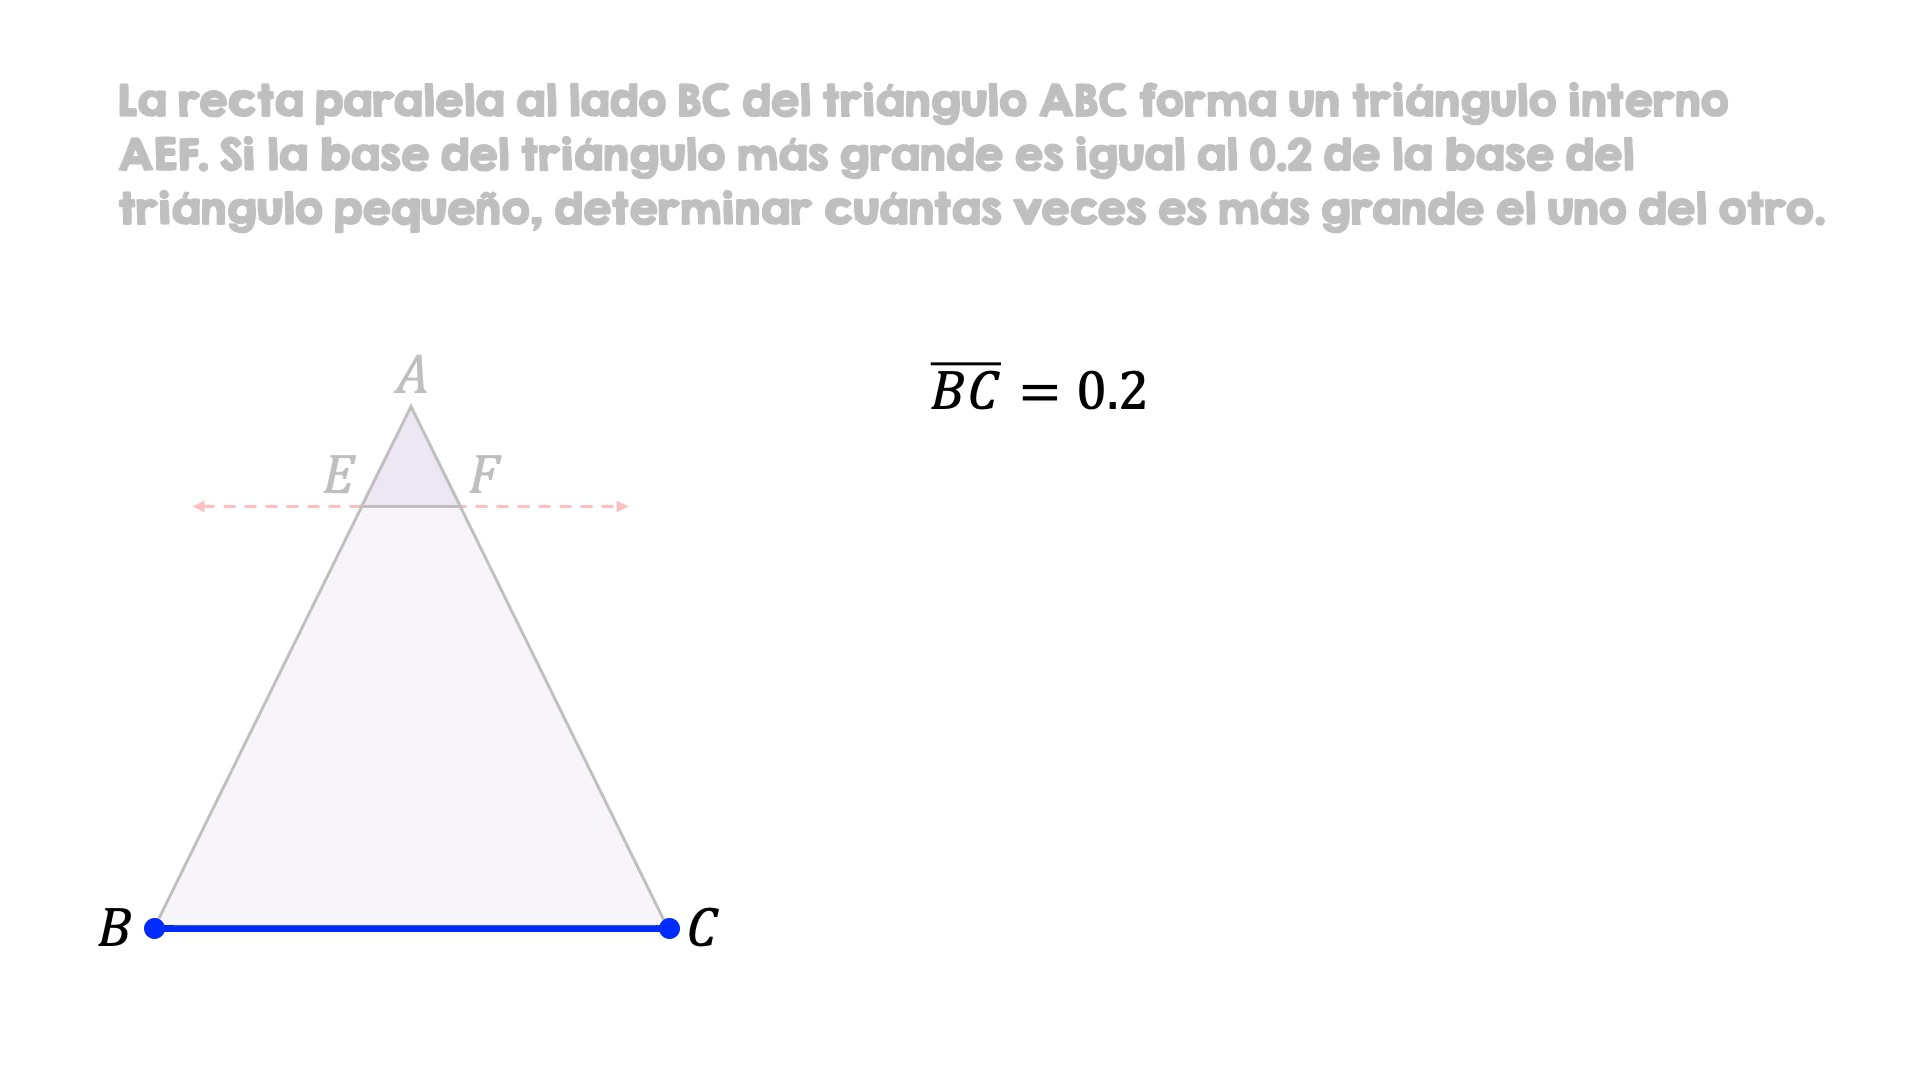 La recta paralela al lado BC del triángulo ABC forma un triángulo interno
AEF. Si la base del triángulo más grande es igual al 0.2 de la base del
triángulo pequeño, determinar cuántas veces es más grande el uno del otro.
A
B̅C̅ = 0.2
E F
B C